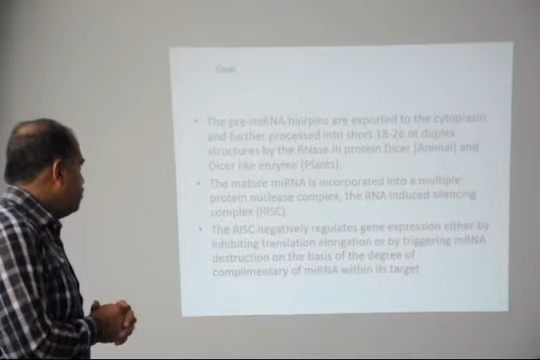 Cont
• The pre-miRNA hairpins are exported to the cytoplasm
and further processed into short 18-26 nt duplex
structures by the RNase III protein Dicer (Animal) and
Dicer like enzyme (Plants).
• The mature miRNA is incorporated into a multiple-
protein nuclease complex, the RNA induced silencing
complex (RISC).
• The RISC negatively regulates gene expression either by
inhibiting translation elongation or by triggering mRNA
destruction on the basis of the degree of
complimentary of miRNA within its target